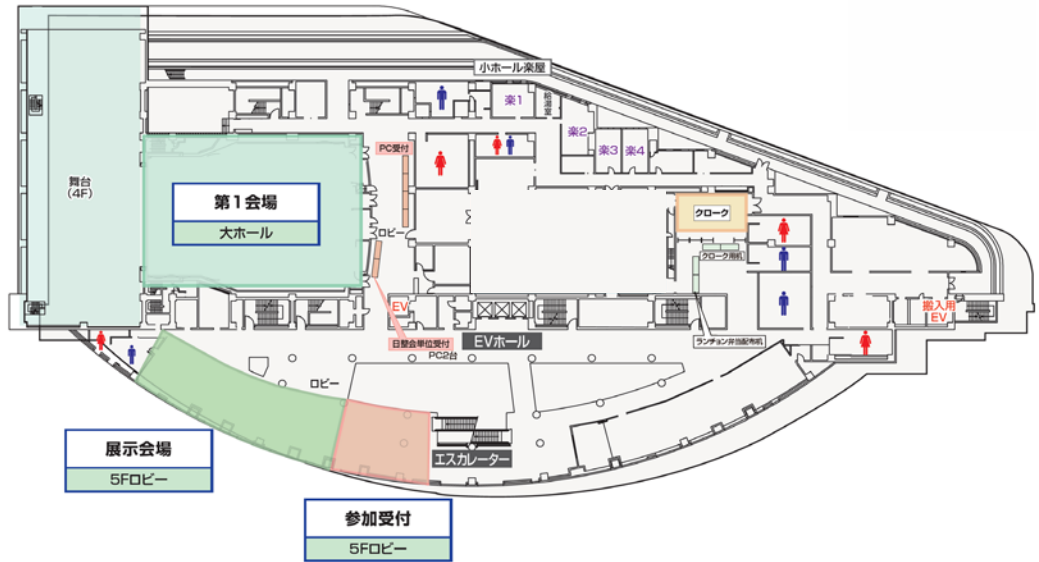 小ホール楽屋
楽1
給湯室
楽2
楽3
楽4
PC受付
舞台
(4F)
第1会場
大ホール
ロビー
クローク
クローク用机
EV
搬入用
EV
日整会単位受付
PC2台
EVホール
ランチョン弁当配布机
ロビー
展示会場
5Fロビー
エスカレーター
参加受付
5Fロビー